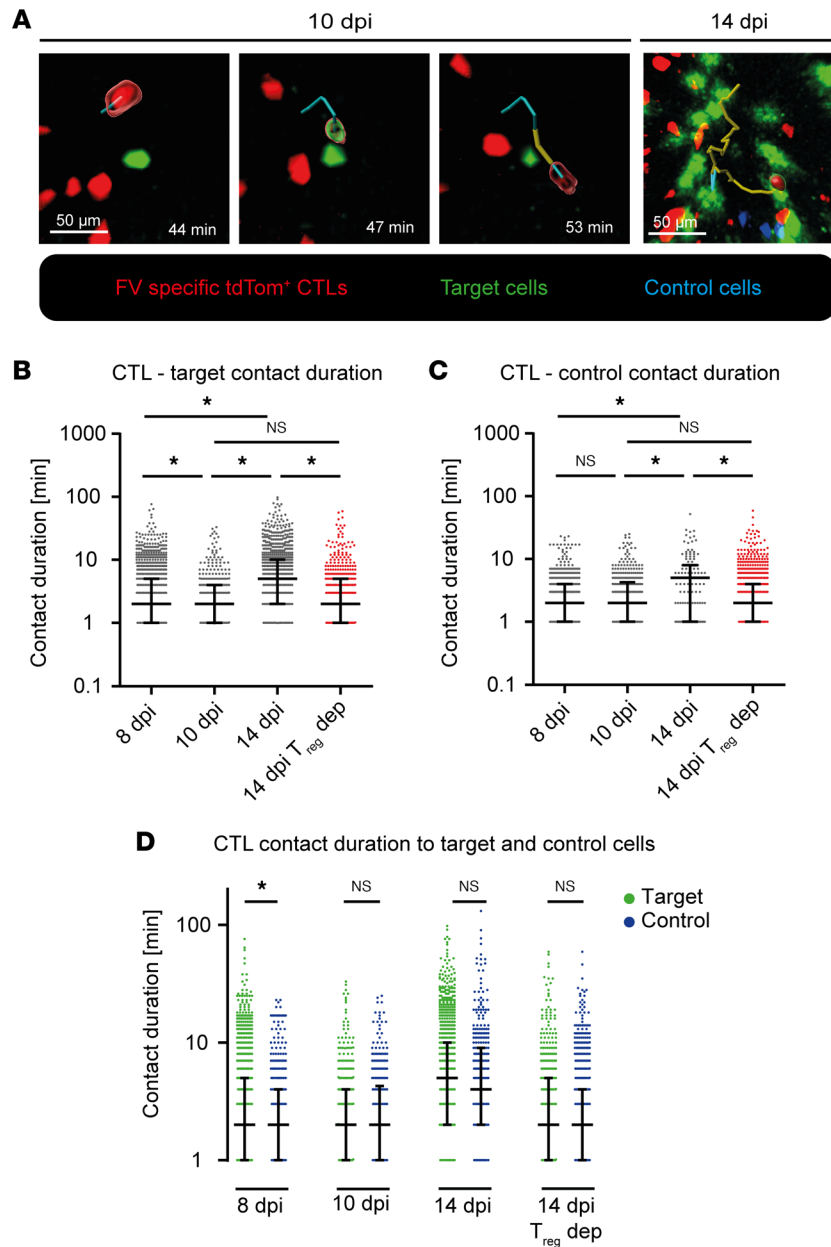 A
10 dpi
14 dpi
50 µm
44 min
47 min
53 min
50 µm
FV specific tdTom⁺ CTLs
Target cells
Control cells
B
CTL - target contact duration
*
NS
*
*
*
Contact duration [min]
1000
100
10
1
0.1
8 dpi
10 dpi
14 dpi
14 dpi Treg dep
C
CTL - control contact duration
*
NS
NS
*
*
Contact duration [min]
1000
100
10
1
0.1
8 dpi
10 dpi
14 dpi
14 dpi Treg dep
D
CTL contact duration to target and control cells
*
NS
NS
NS
Target
Control
Contact duration [min]
100
10
1
8 dpi
10 dpi
14 dpi
14 dpi
Treg dep